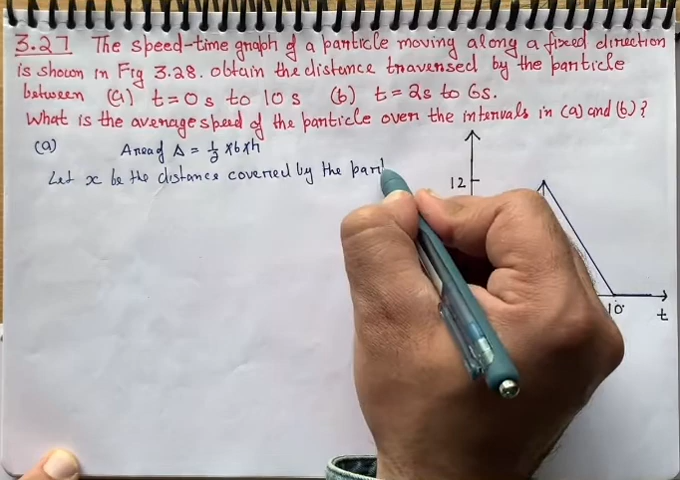 3.27 The speed-time graph of a particle moving along a fixed direction
is shown in Fig 3.28. obtain the distance traversed by the particle
between (a) t = 0 s to 10 s (b) t = 2s to 6s.
What is the average speed of the particle over the intervals in (a) and (b)?
(a) Area of Δ = 1/2 x b x h
Let x be the distance covered by the part
12
10
t